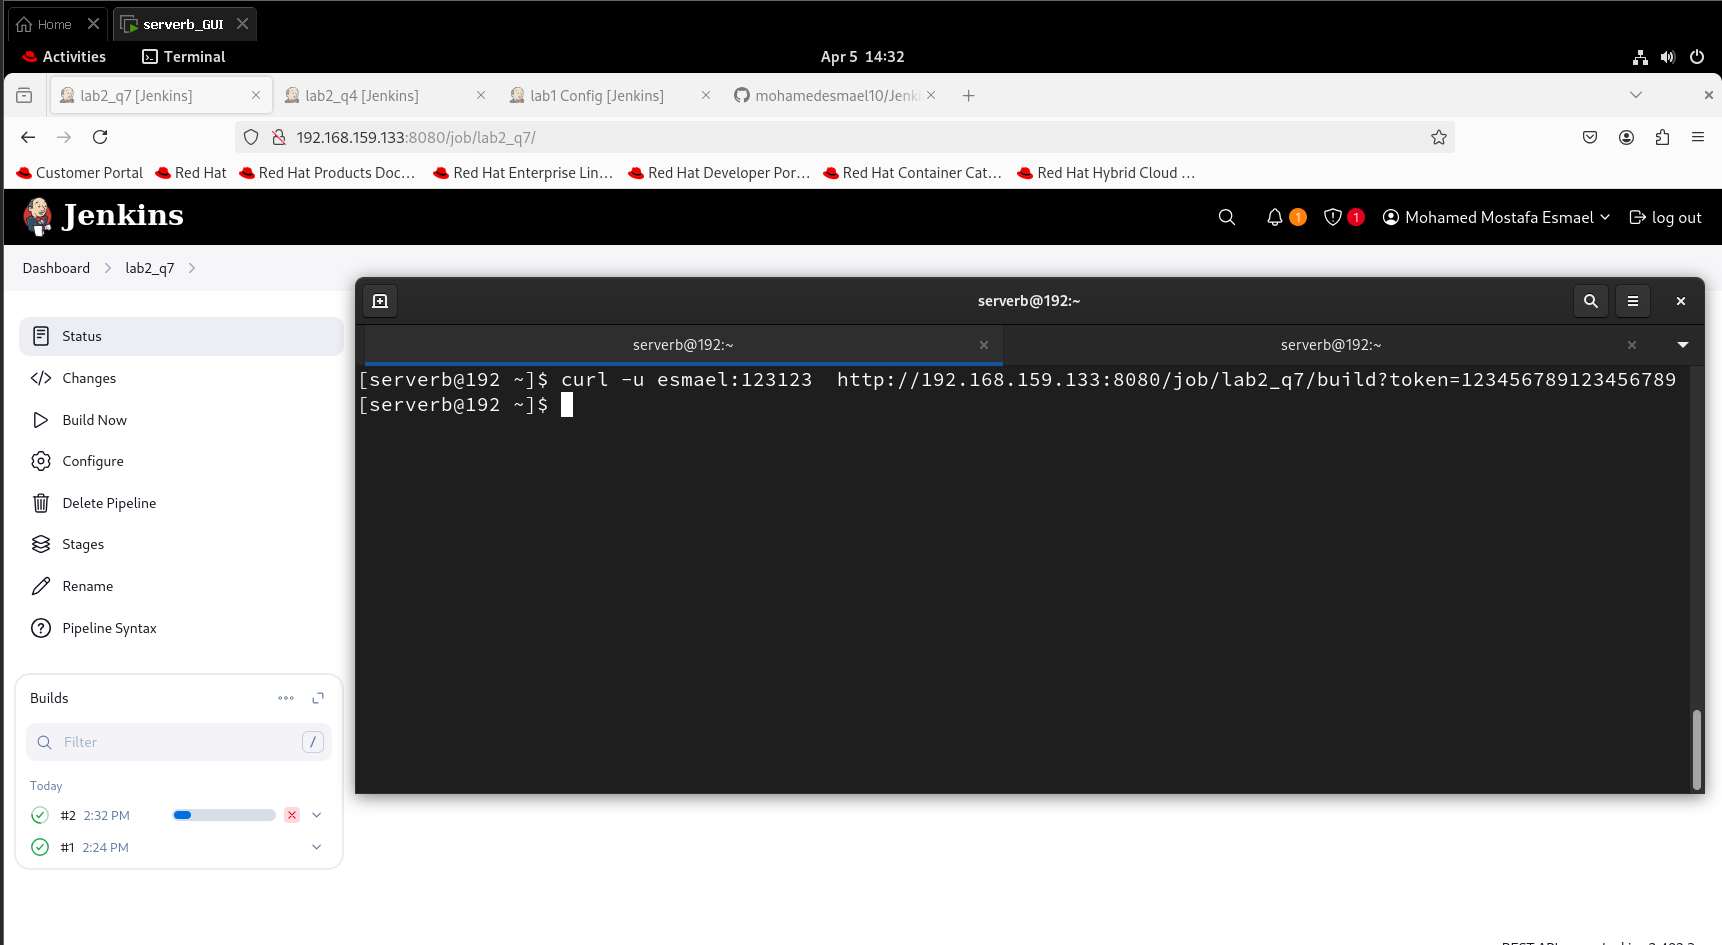 Home
serverb_GUI
Activities
Terminal
Apr 5 14:32
lab2_q7 [Jenkins]
lab2_q4 [Jenkins]
lab1 Config [Jenkins]
mohamedesmael10/Jenki
192.168.159.133:8080/job/lab2_q7/
Customer Portal
Red Hat
Red Hat Products Doc...
Red Hat Enterprise Lin...
Red Hat Developer Por...
Red Hat Container Cat...
Red Hat Hybrid Cloud ...
Jenkins
1
1
Mohamed Mostafa Esmael
log out
Dashboard
lab2_q7
Status
Changes
Build Now
Configure
Delete Pipeline
Stages
Rename
Pipeline Syntax
Builds
Filter
/
Today
#2 2:32 PM
#1 2:24 PM
serverb@192:~
serverb@192:~
serverb@192:~
[serverb@192 ~]$ curl -u esmael:123123  http://192.168.159.133:8080/job/lab2_q7/build?token=123456789123456789
[serverb@192 ~]$